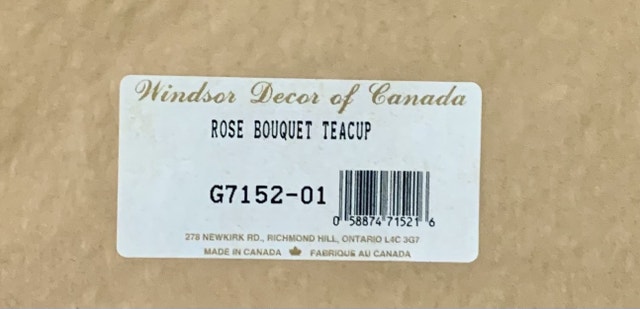 Windsor Decor of Canada
ROSE BOUQUET TEACUP
G7152-01
0 58874 71521 6
278 NEWKIRK RD., RICHMOND HILL, ONTARIO L4C 3G7
MADE IN CANADA FABRIQUE AU CANADA